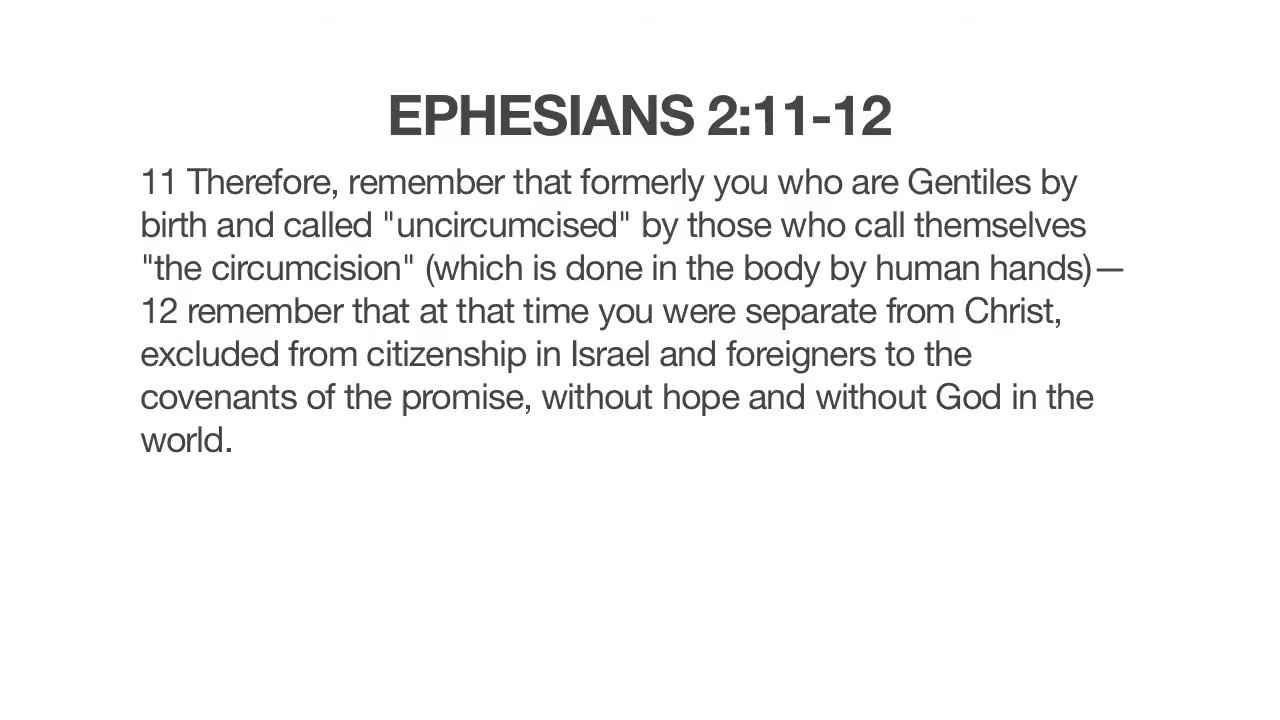 EPHESIANS 2:11-12
11 Therefore, remember that formerly you who are Gentiles by
birth and called "uncircumcised" by those who call themselves
"the circumcision" (which is done in the body by human hands)—
12 remember that at that time you were separate from Christ,
excluded from citizenship in Israel and foreigners to the
covenants of the promise, without hope and without God in the
world.